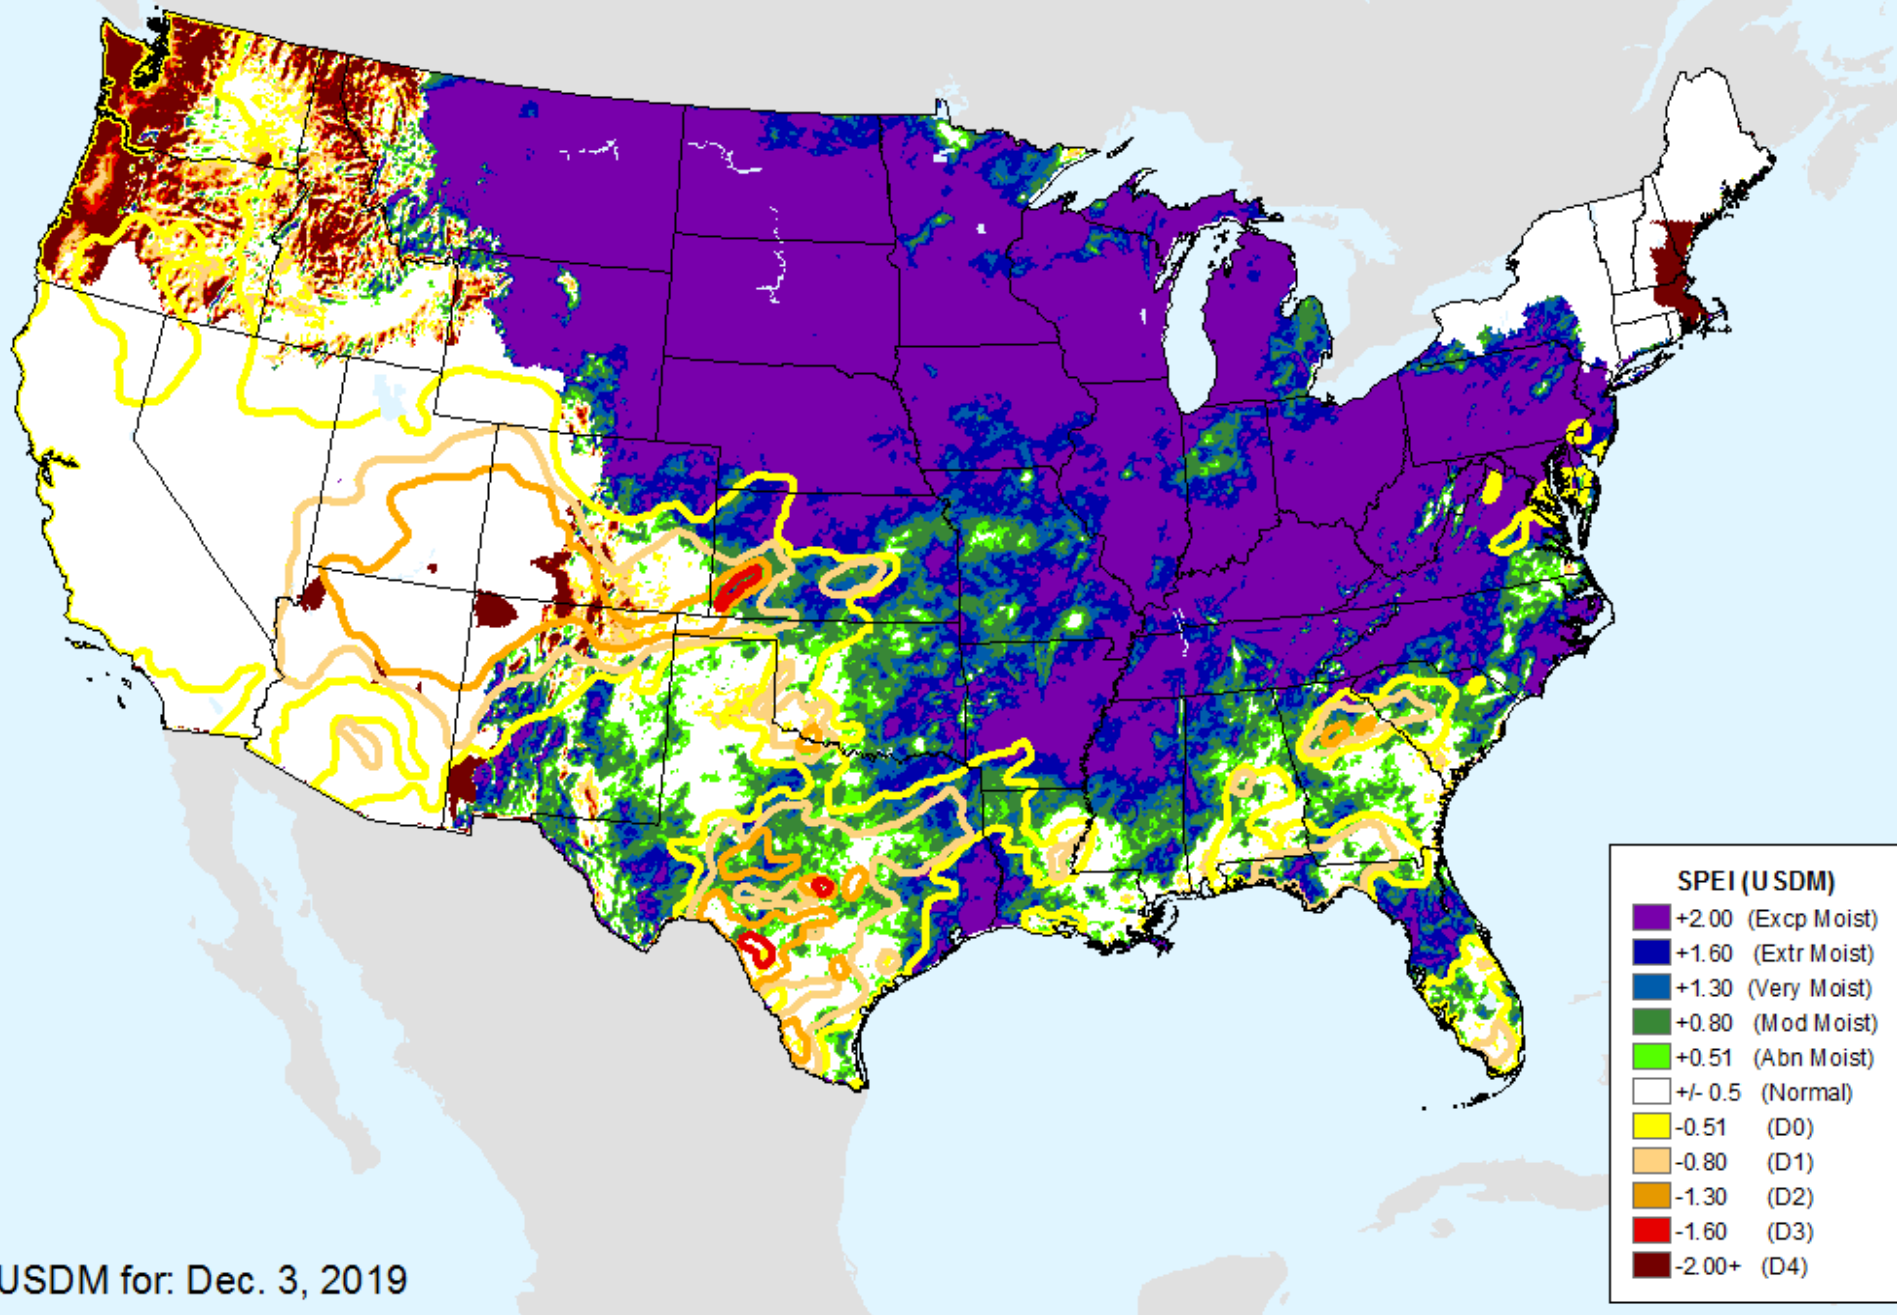 SPEI (USDM)
+2.00 (Excp Moist)
+1.60 (Extr Moist)
+1.30 (Very Moist)
+0.80 (Mod Moist)
+0.51 (Abn Moist)
+/- 0.5 (Normal)
-0.51 (D0)
-0.80 (D1)
-1.30 (D2)
-1.60 (D3)
-2.00+ (D4)
USDM for: Dec. 3, 2019